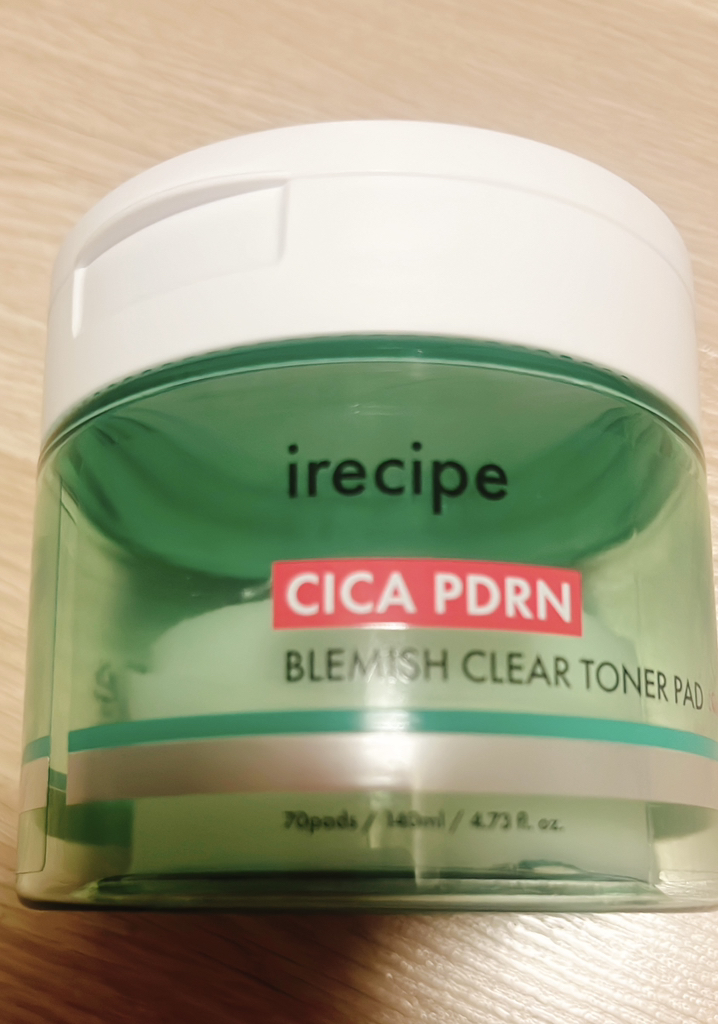 irecipe
CICA PDRN
BLEMISH CLEAR TONER PAD
70pads / 140ml / 4.73 fl. oz.